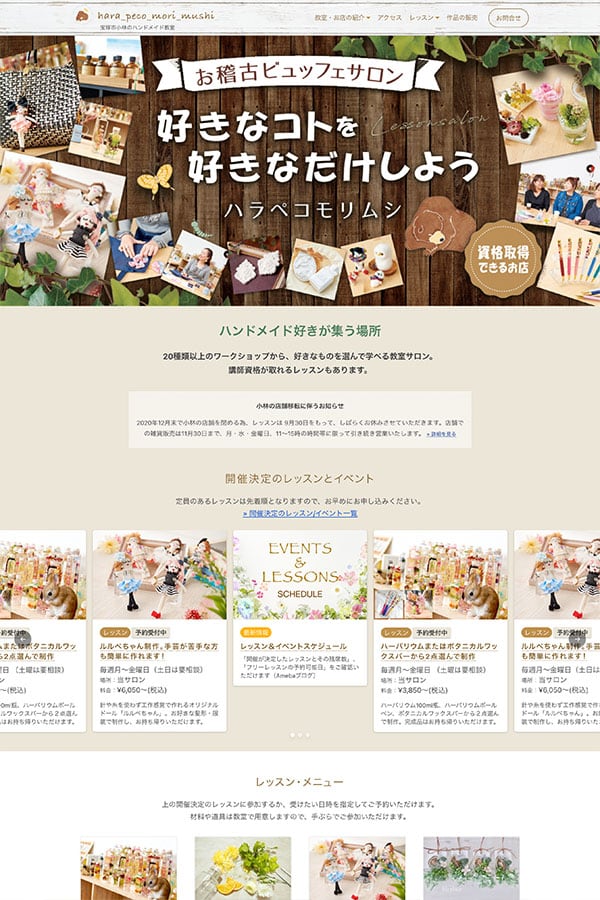 hara_peco_mori_mushi
宝塚市小林のハンドメイド教室
教室・お店の紹介 アクセス レッスン 作品の販売 お問合せ
お稽古ビュッフェサロン
好きなコトを
好きなだけしよう
Lessonsalon
ハラペコモリムシ
資格取得
できるお店
ハンドメイド好きが集う場所
20種類以上のワークショップから、好きなものを選んで学べる教室サロン。
講師資格が取れるレッスンもあります。
小林の店舗移転に伴うお知らせ
2020年12月末で小林の店舗を閉める為、レッスンは 9月30日をもって、しばらくお休みさせていただきます。店舗で
の雑貨販売は11月30日まで、月・水・金曜日、11〜15時の時間帯に限って引き続き営業いたします。 » 詳細を見る
開催決定のレッスンとイベント
定員のあるレッスンは先着順となりますので、お早めにお申し込みください。
» 開催決定のレッスン/イベント一覧
予約受付中
ムまたはボタニカルワッ
から２点選んで制作
曜日（土日は要相談）
ロン
(税込)
00ml瓶、ハーバリウムボール
ボタニカルワックスバーから２点選ん
品はお持ち帰りいただけます。
レッスン 予約受付中
ルルベちゃん制作。手芸が苦手な方
も簡単に作れます！
毎週月〜金曜日（土日は要相談）
場所：当サロン
料金：¥6,050〜(税込)
針や糸を使わず工作感覚で作れるオリジナル
ドール「ルルベちゃん」。お好きな髪形・服
装で制作し、お持ち帰りいただけます。
EVENTS
&
LESSONS
SCHEDULE
最新情報
レッスン＆イベントスケジュール
「開催が決定したレッスンとその残席数」、
「フリーレッスンの予約可能日」をご確認い
ただけます（Amebaブログ）
レッスン 予約受付中
ハーバリウムまたはボタニカルワッ
クスバーから２点選んで制作
毎週月〜金曜日（土日は要相談）
場所：当サロン
料金：¥3,850〜(税込)
ハーバリウム100ml瓶、ハーバリウムボール
ペン、ボタニカルワックスバーから２点選ん
で制作。完成品はお持ち帰りいただけます。
レッスン 予約受付中
ルルベちゃん制作。手
も簡単に作れます！
毎週月〜金曜日（土
場所：当サロン
料金：¥6,050〜(税込)
針や糸を使わず工作感覚で作
ドール「ルルベちゃん」。お
装で制作し、お持ち帰りいた
レッスン・メニュー
上の開催決定のレッスンに参加するか、受けたい日時を指定してご予約いただけます。
材料や道具は教室で用意しますので、手ぶらでご参加いただけます。